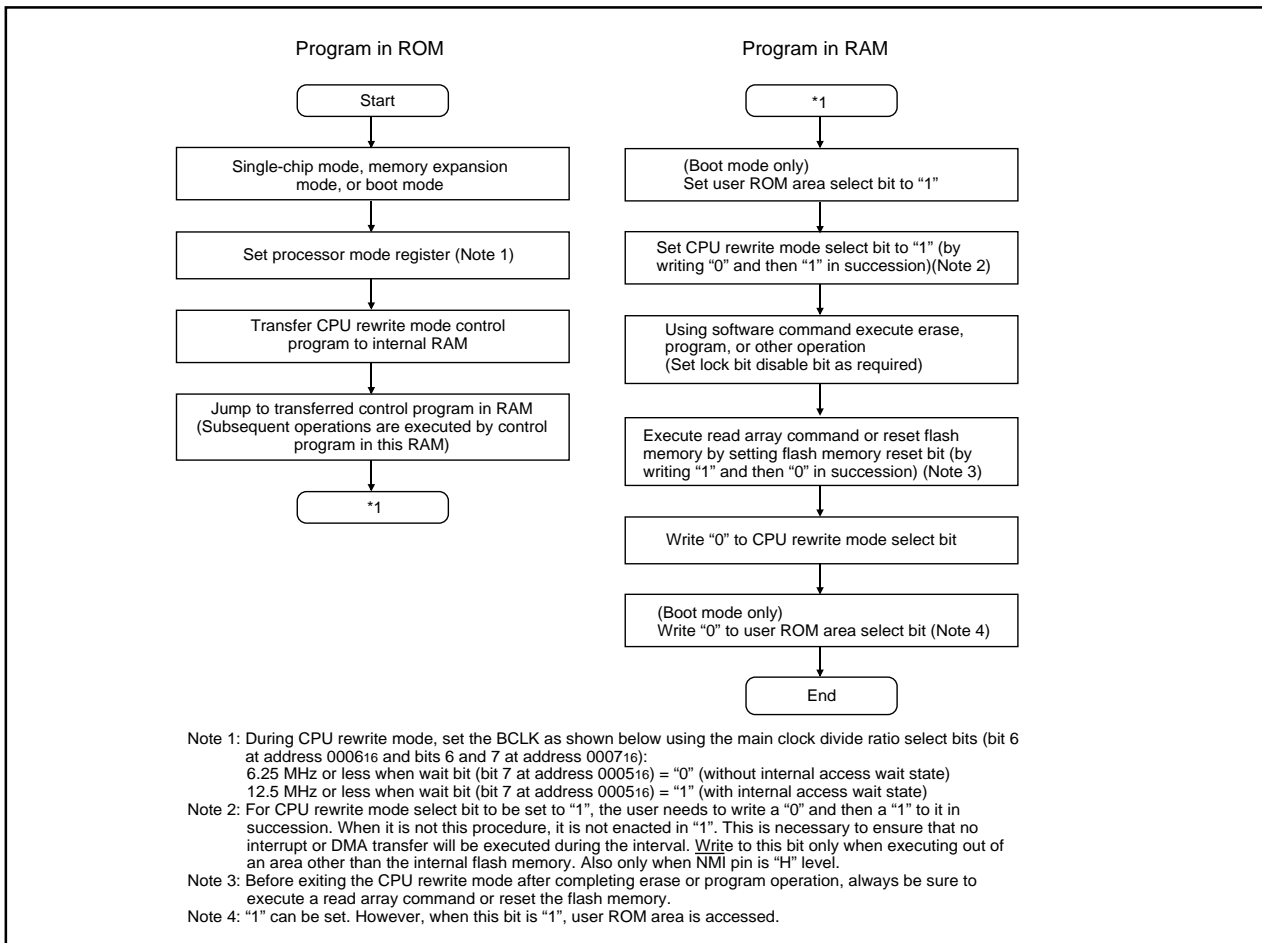 Program in ROM
Start
Single-chip mode, memory expansion
mode, or boot mode
Set processor mode register (Note 1)
Transfer CPU rewrite mode control
program to internal RAM
Jump to transferred control program in RAM
(Subsequent operations are executed by control
program in this RAM)
*1
Program in RAM
*1
(Boot mode only)
Set user ROM area select bit to “1”
Set CPU rewrite mode select bit to “1” (by
writing “0” and then “1” in succession)(Note 2)
Using software command execute erase,
program, or other operation
(Set lock bit disable bit as required)
Execute read array command or reset flash
memory by setting flash memory reset bit (by
writing “1” and then “0” in succession) (Note 3)
Write “0” to CPU rewrite mode select bit
(Boot mode only)
Write “0” to user ROM area select bit (Note 4)
End
Note 1: During CPU rewrite mode, set the BCLK as shown below using the main clock divide ratio select bits (bit 6
at address 000616 and bits 6 and 7 at address 000716):
6.25 MHz or less when wait bit (bit 7 at address 000516) = “0” (without internal access wait state)
12.5 MHz or less when wait bit (bit 7 at address 000516) = “1” (with internal access wait state)
Note 2: For CPU rewrite mode select bit to be set to “1”, the user needs to write a “0” and then a “1” to it in
succession. When it is not this procedure, it is not enacted in “1”. This is necessary to ensure that no
interrupt or DMA transfer will be executed during the interval. Write to this bit only when executing out of
an area other than the internal flash memory. Also only when NMI pin is “H” level.
Note 3: Before exiting the CPU rewrite mode after completing erase or program operation, always be sure to
execute a read array command or reset the flash memory.
Note 4: “1” can be set. However, when this bit is “1”, user ROM area is accessed.